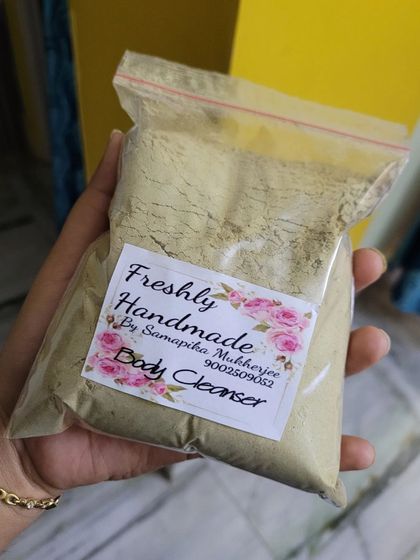 Freshly
Handmade
By Samapika Mukherjee
9002509052
Body Cleanser